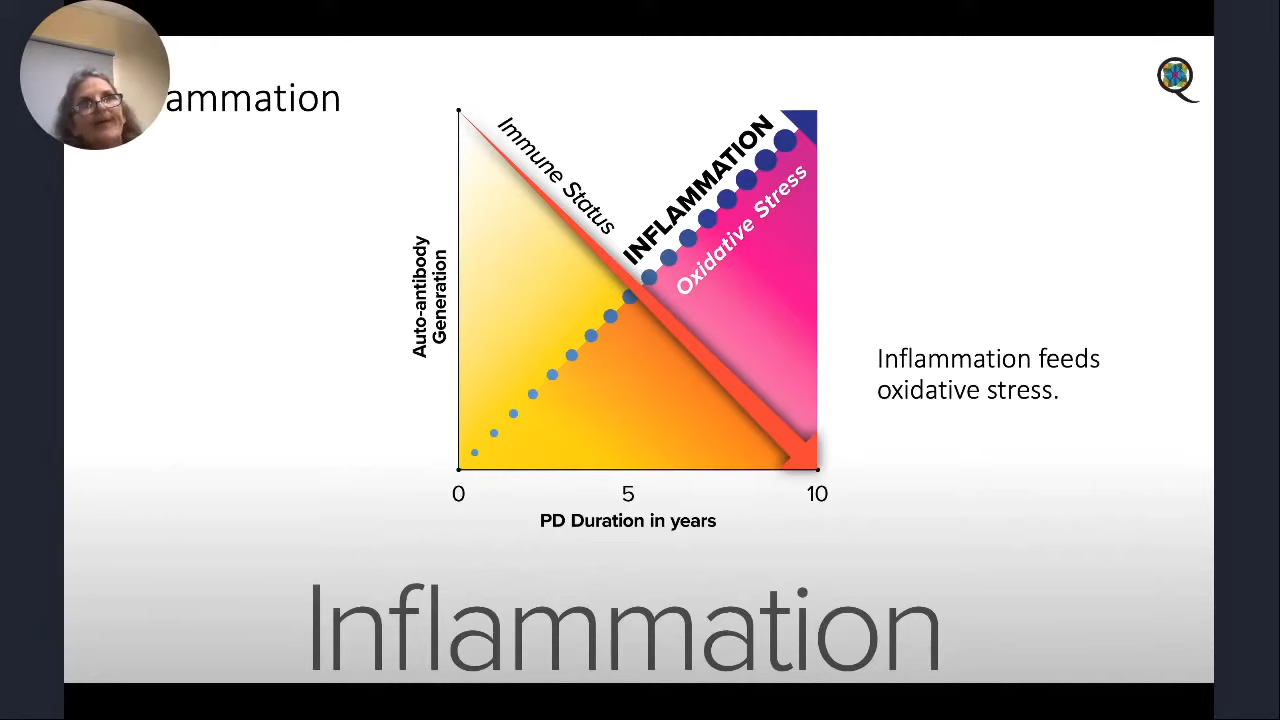 ammation
Immune Status
INFLAMMATION
Oxidative Stress
Auto-antibody
Generation
Inflammation feeds
oxidative stress.
0 5 10
PD Duration in years
Inflammation